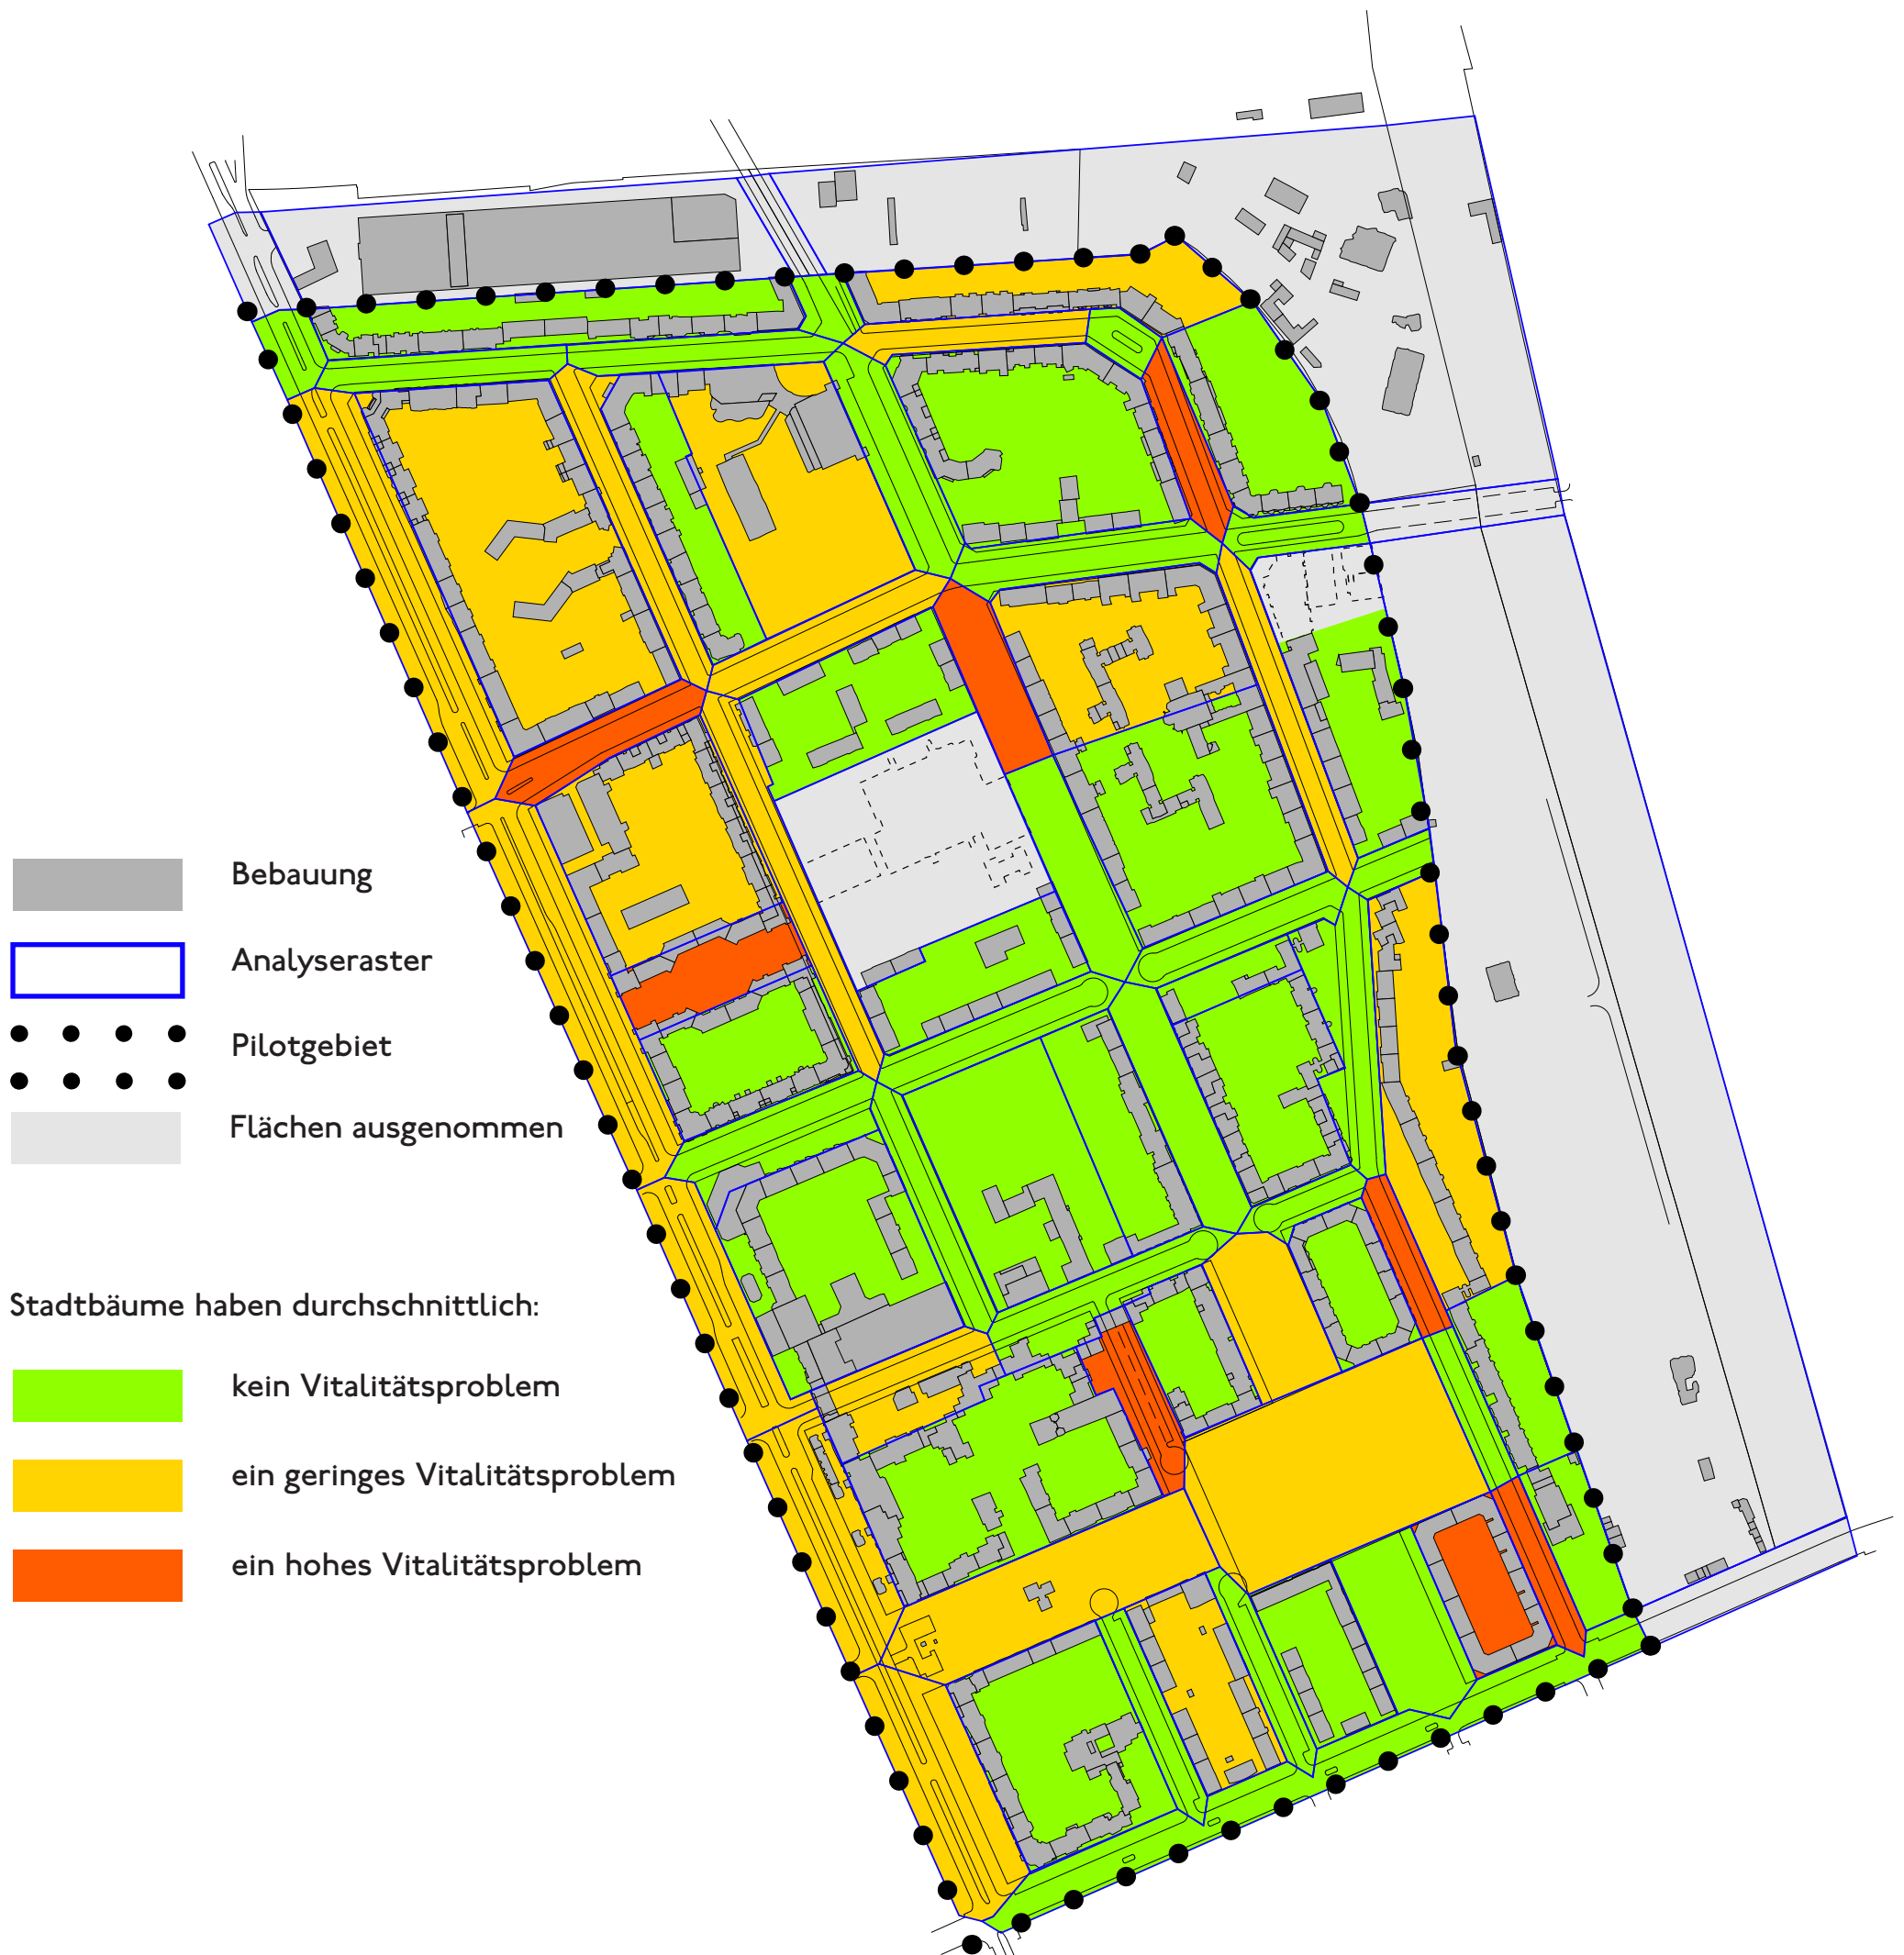 Bebauung
Analyseraster
Pilotgebiet
Flächen ausgenommen
Stadtbäume haben durchschnittlich:
kein Vitalitätsproblem
ein geringes Vitalitätsproblem
ein hohes Vitalitätsproblem